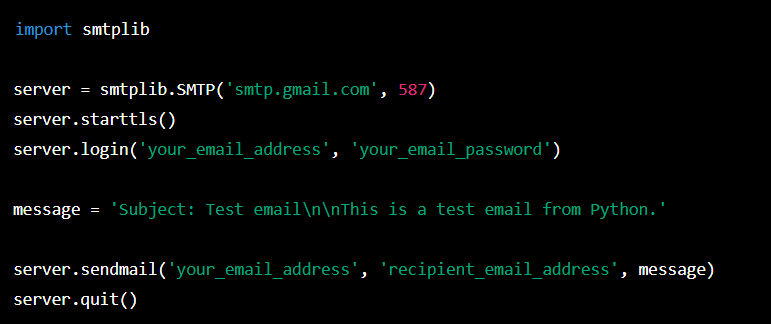 import smtplib
server = smtplib.SMTP('smtp.gmail.com', 587)
server.starttls()
server.login('your_email_address', 'your_email_password')
message = 'Subject: Test email\n\nThis is a test email from Python.'
server.sendmail('your_email_address', 'recipient_email_address', message)
server.quit()